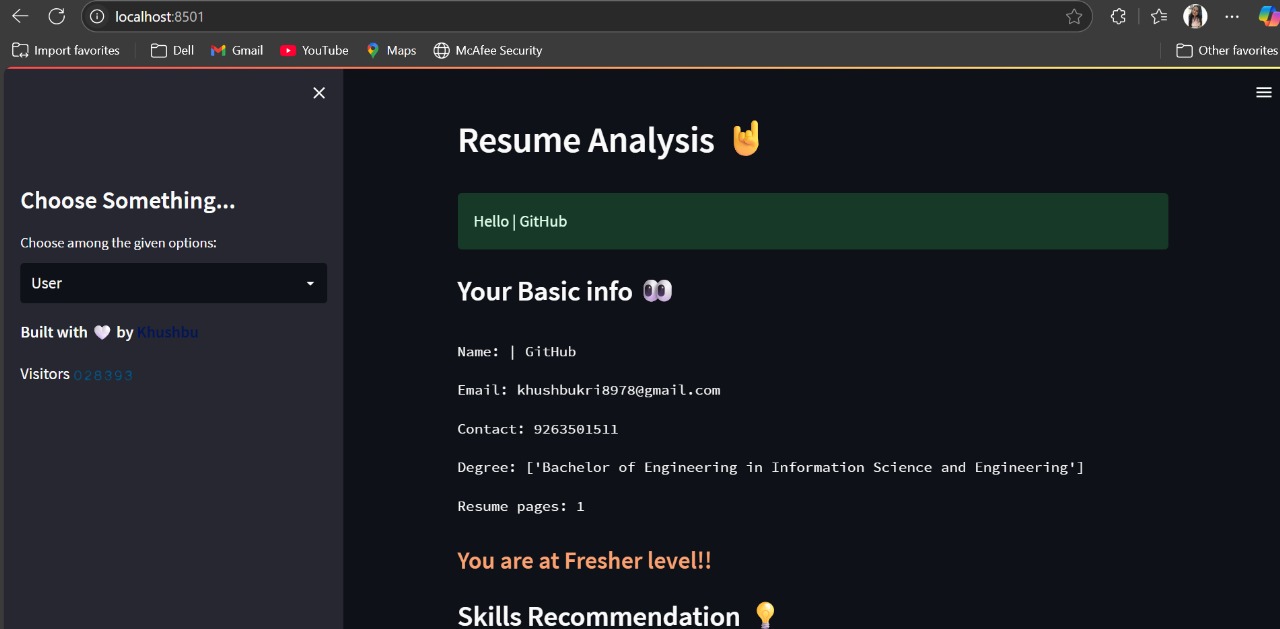 localhost:8501
Import favorites
Dell
Gmail
YouTube
Maps
McAfee Security
Other favorites
Choose Something...
Choose among the given options:
User
Built with 🤍 by Khushbu
Visitors 028393
Resume Analysis 🤘
Hello | GitHub
Your Basic info 👀
Name: | GitHub
Email: khushbukri8978@gmail.com
Contact: 9263501511
Degree: ['Bachelor of Engineering in Information Science and Engineering']
Resume pages: 1
You are at Fresher level!!
Skills Recommendation 💡